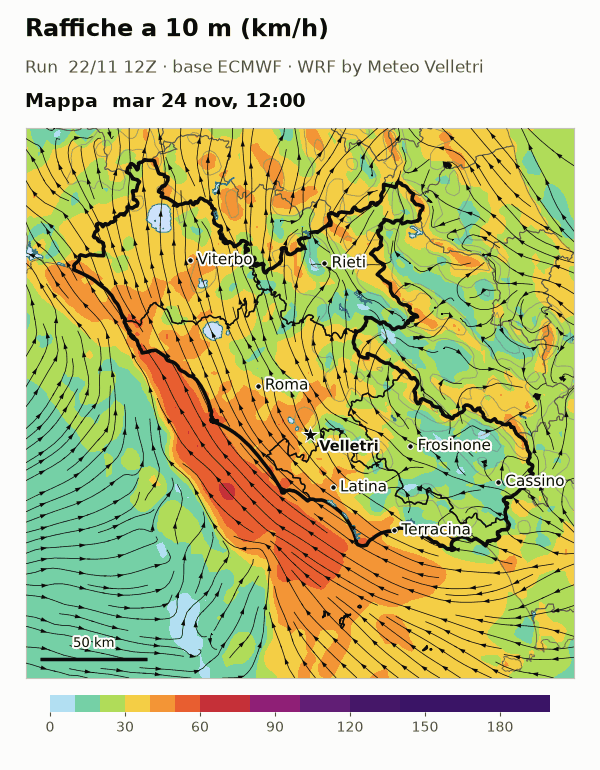 Raffiche a 10 m (km/h)
Run  22/11 12Z · base ECMWF · WRF by Meteo Velletri
Mappa  mar 24 nov, 12:00
Viterbo
Rieti
Roma
Velletri
Frosinone
Cassino
Latina
Terracina
50 km
0 30 60 90 120 150 180